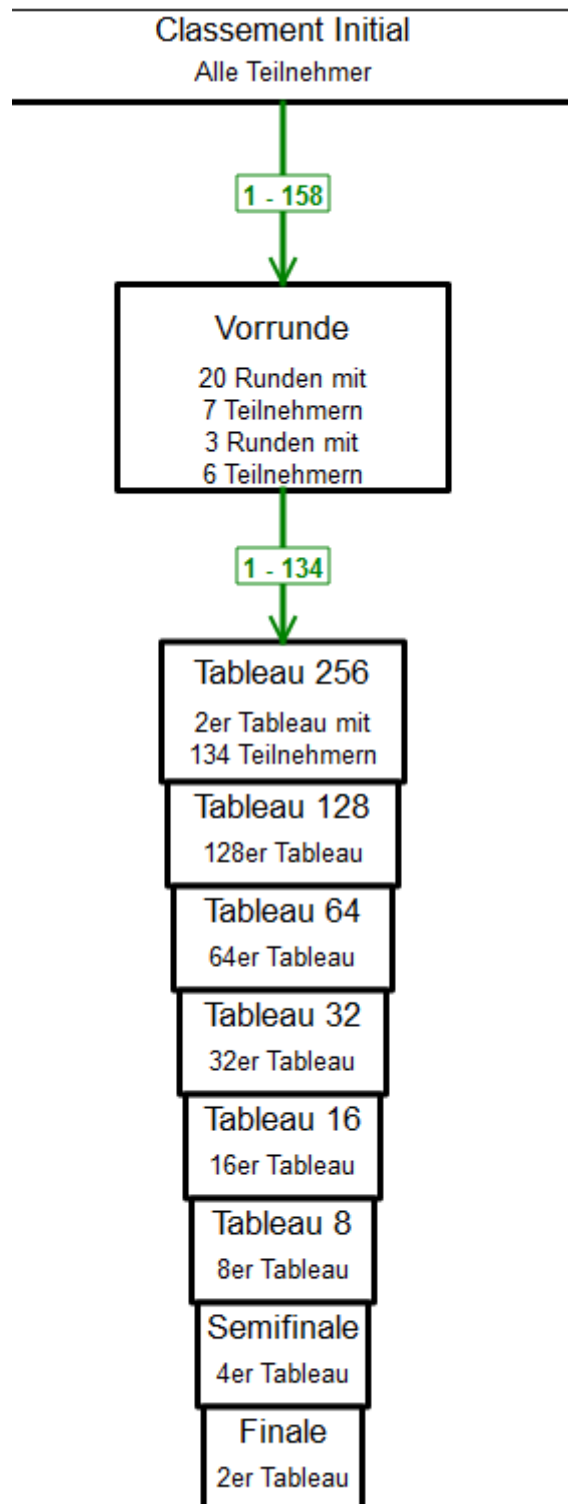 Classement Initial
Alle Teilnehmer
1 - 158
Vorrunde
20 Runden mit
7 Teilnehmern
3 Runden mit
6 Teilnehmern
1 - 134
Tableau 256
2er Tableau mit
134 Teilnehmern
Tableau 128
128er Tableau
Tableau 64
64er Tableau
Tableau 32
32er Tableau
Tableau 16
16er Tableau
Tableau 8
8er Tableau
Semifinale
4er Tableau
Finale
2er Tableau